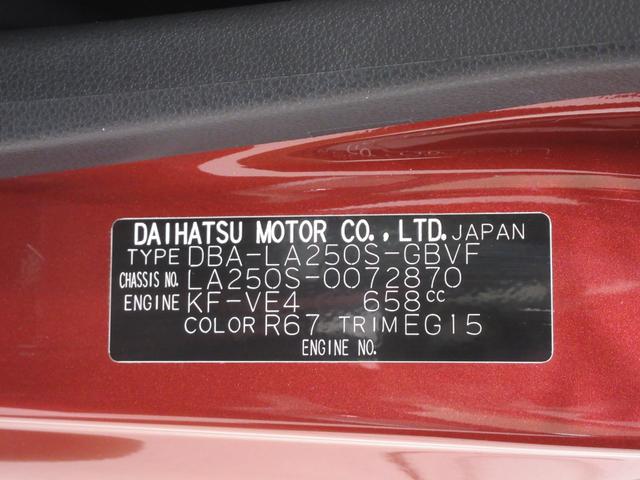 DAIHATSU MOTOR CO., LTD. JAPAN
TYPE DBA-LA250S-GBVF
CHASSIS NO. LA250S-0072870
ENGINE KF-VE4 658cc
COLOR R67 TRIM EG15
ENGINE NO.